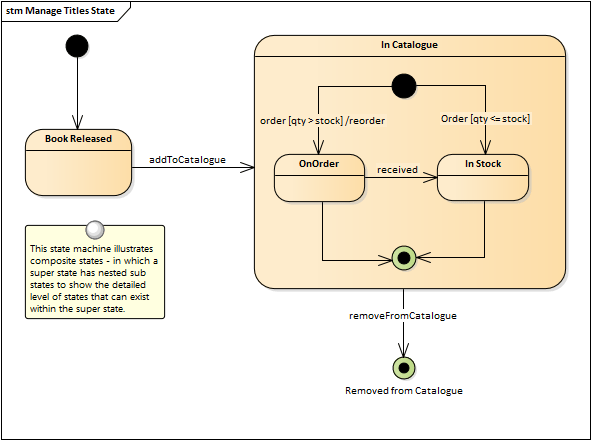 stm Manage Titles State
In Catalogue
order [qty > stock] /reorder
Order [qty <= stock]
Book Released
addToCatalogue
OnOrder
received
In Stock
This state machine illustrates
composite states - in which a
super state has nested sub
states to show the detailed
level of states that can exist
within the super state.
removeFromCatalogue
Removed from Catalogue